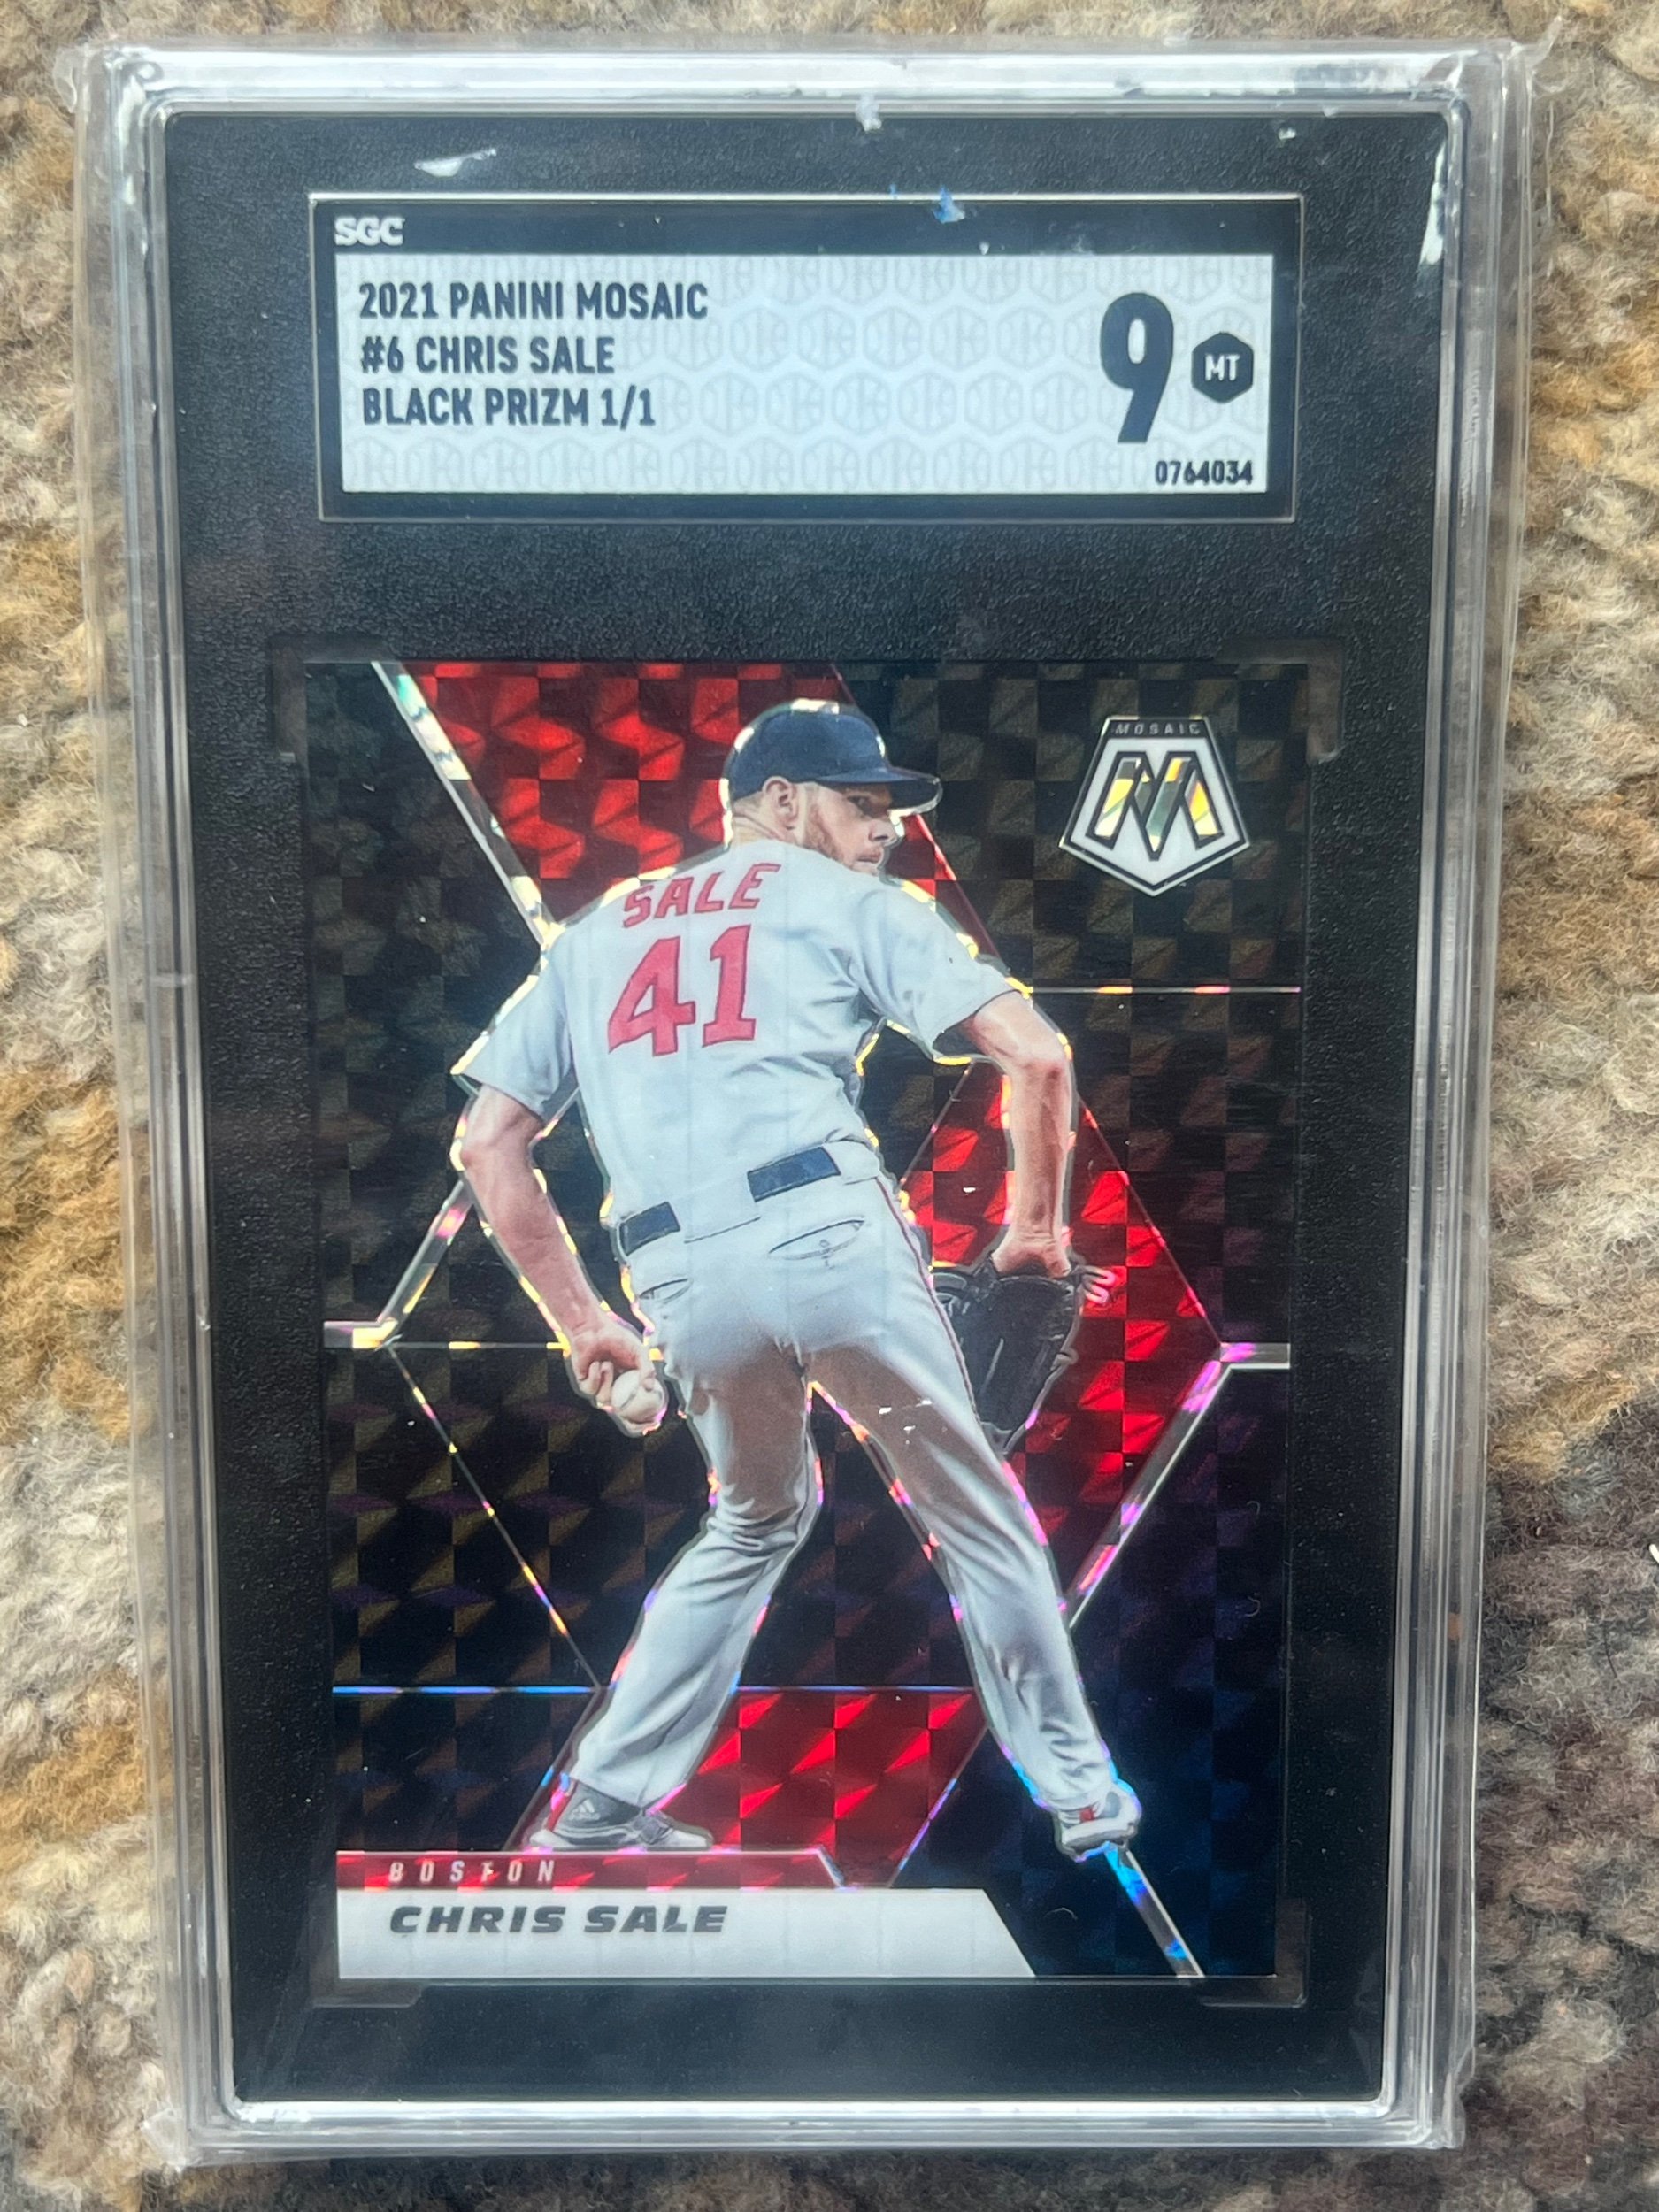 SGC
2021 PANINI MOSAIC
#6 CHRIS SALE
BLACK PRIZM 1/1
9
MT
0764034
MOSAIC
M
SALE
41
BOSTON
CHRIS SALE